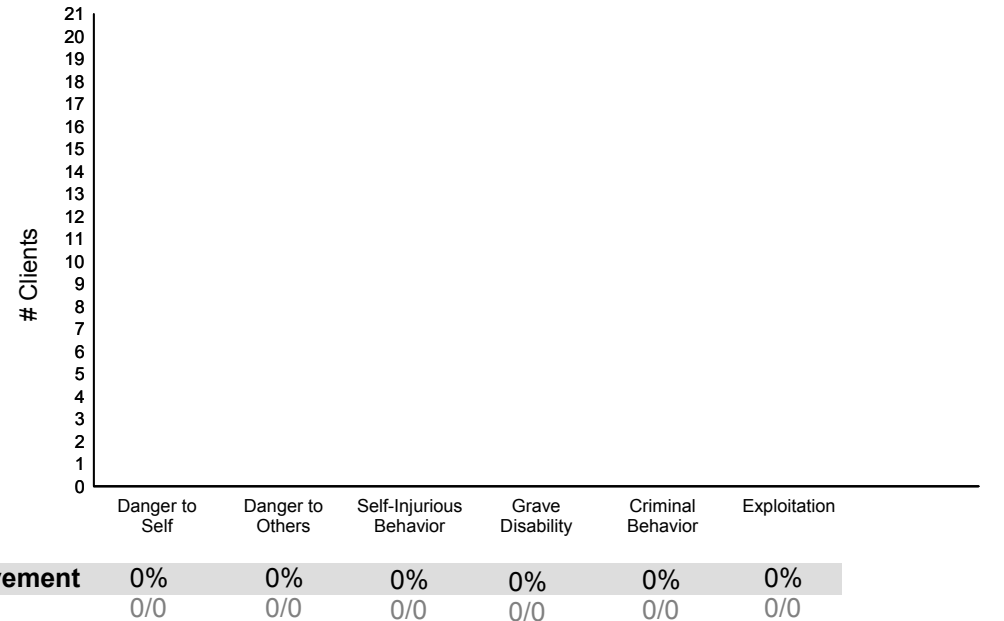 21
20
19
18
17
16
15
14
13
12
11
10
9
8
7
6
5
4
3
2
1
0
# Clients
Danger to Self
Danger to Others
Self-Injurious Behavior
Grave Disability
Criminal Behavior
Exploitation
0% 0% 0% 0% 0% 0%
0/0 0/0 0/0 0/0 0/0 0/0